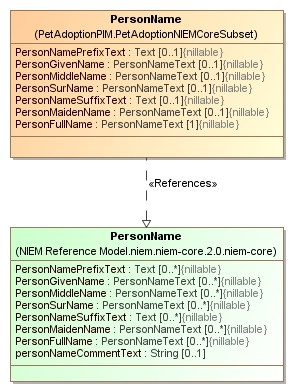 PersonName
(PetAdoptionPIM.PetAdoptionNIEMCoreSubset)
PersonNamePrefixText : Text [0..1]{nillable}
PersonGivenName : PersonNameText [0..1]{nillable}
PersonMiddleName : PersonNameText [0..1]{nillable}
PersonSurName : PersonNameText [0..1]{nillable}
PersonNameSuffixText : Text [0..1]{nillable}
PersonMaidenName : PersonNameText [0..1]{nillable}
PersonFullName : PersonNameText [1]{nillable}
«References»
PersonName
(NIEM Reference Model.niem.niem-core.2.0.niem-core)
PersonNamePrefixText : Text [0..*]{nillable}
PersonGivenName : PersonNameText [0..*]{nillable}
PersonMiddleName : PersonNameText [0..*]{nillable}
PersonSurName : PersonNameText [0..*]{nillable}
PersonNameSuffixText : Text [0..*]{nillable}
PersonMaidenName : PersonNameText [0..*]{nillable}
PersonFullName : PersonNameText [0..*]{nillable}
personNameCommentText : String [0..1]